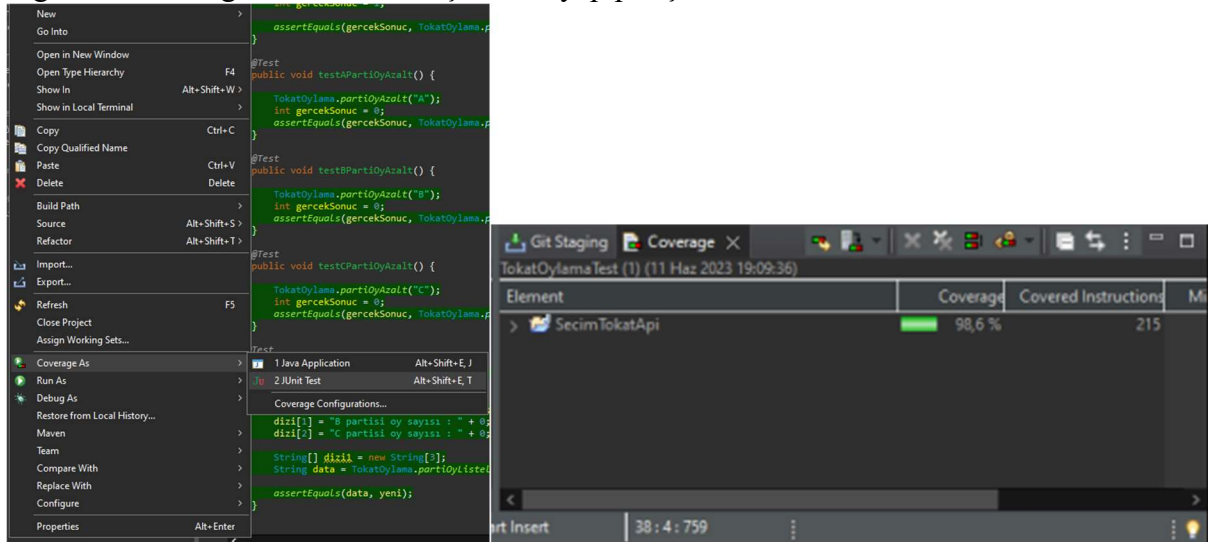 New >
Go Into
Open in New Window
Open Type Hierarchy F4
Show In Alt+Shift+W >
Show in Local Terminal >
Copy Ctrl+C
Copy Qualified Name
Paste Ctrl+V
Delete Delete
Build Path >
Source Alt+Shift+S >
Refactor Alt+Shift+T >
Import...
Export...
Refresh F5
Close Project
Assign Working Sets...
Coverage As >
Run As >
Debug As >
Restore from Local History...
Maven >
Team >
Compare With >
Replace With >
Configure >
Properties Alt+Enter
1 Java Application Alt+Shift+E, J
2 JUnit Test Alt+Shift+E, T
Coverage Configurations...
int gercekSonuc = 1;
assertEquals(gercekSonuc, TokatOylama.p
}
@Test
public void testAPartiOyAzalt() {
TokatOylama.partiOyAzalt("A");
int gercekSonuc = 0;
assertEquals(gercekSonuc, TokatOylama.p
}
@Test
public void testBPartiOyAzalt() {
TokatOylama.partiOyAzalt("B");
int gercekSonuc = 0;
assertEquals(gercekSonuc, TokatOylama.p
}
@Test
public void testCPartiOyAzalt() {
TokatOylama.partiOyAzalt("C");
int gercekSonuc = 0;
assertEquals(gercekSonuc, TokatOylama.p
}
@Test
dizi[1] = "B partisi oy sayısı : " + 0;
dizi[2] = "C partisi oy sayısı : " + 0;
String[] dizi1 = new String[3];
String data = TokatOylama.partiOyListel
assertEquals(data, yeni);
}
Git Staging Coverage
TokatOylamaTest (1) (11 Haz 2023 19:09:36)
Element Coverage Covered Instructions Mi
> SecimTokatApi 98,6 % 215
rt Insert 38 : 4 : 759